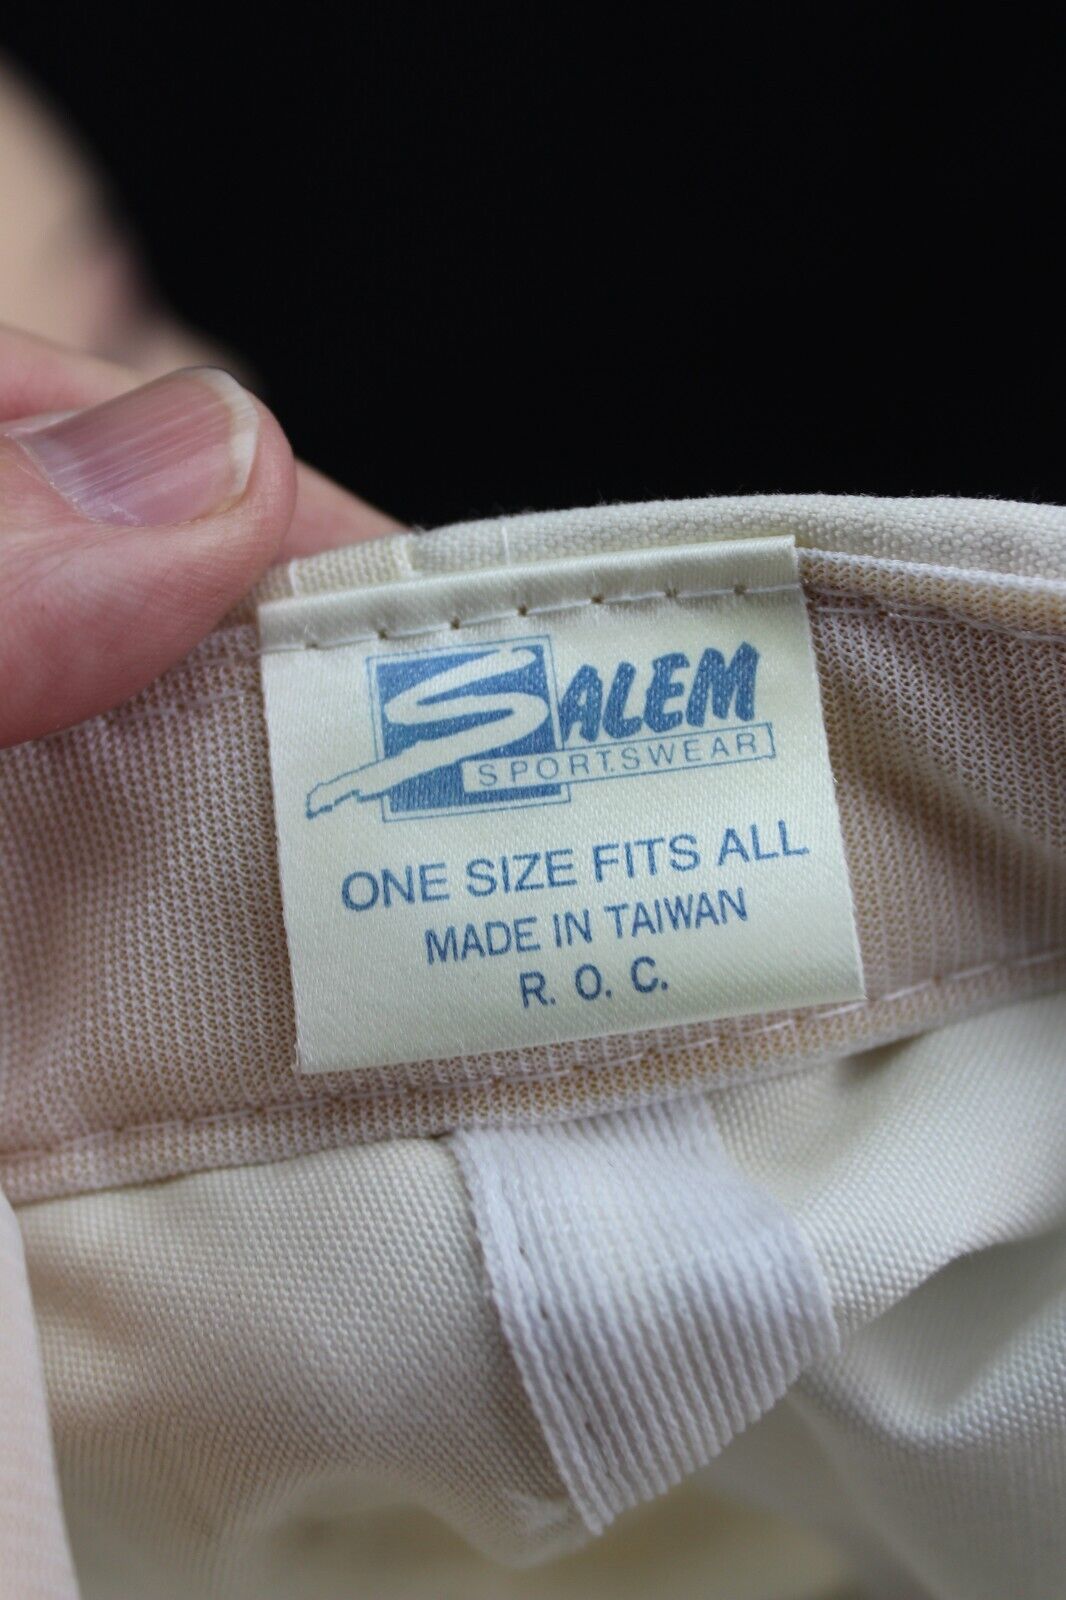 SALEM
SPORTSWEAR
ONE SIZE FITS ALL
MADE IN TAIWAN
R. O. C.